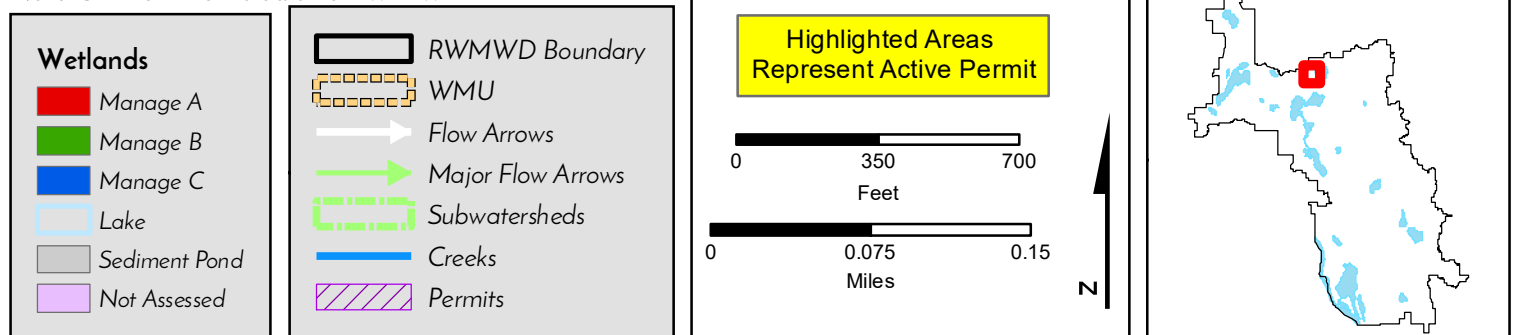 Wetlands
Manage A
Manage B
Manage C
Lake
Sediment Pond
Not Assessed
RWMWD Boundary
WMU
Flow Arrows
Major Flow Arrows
Subwatersheds
Creeks
Permits
Highlighted Areas
Represent Active Permit
0 350 700
Feet
0 0.075 0.15
Miles
N